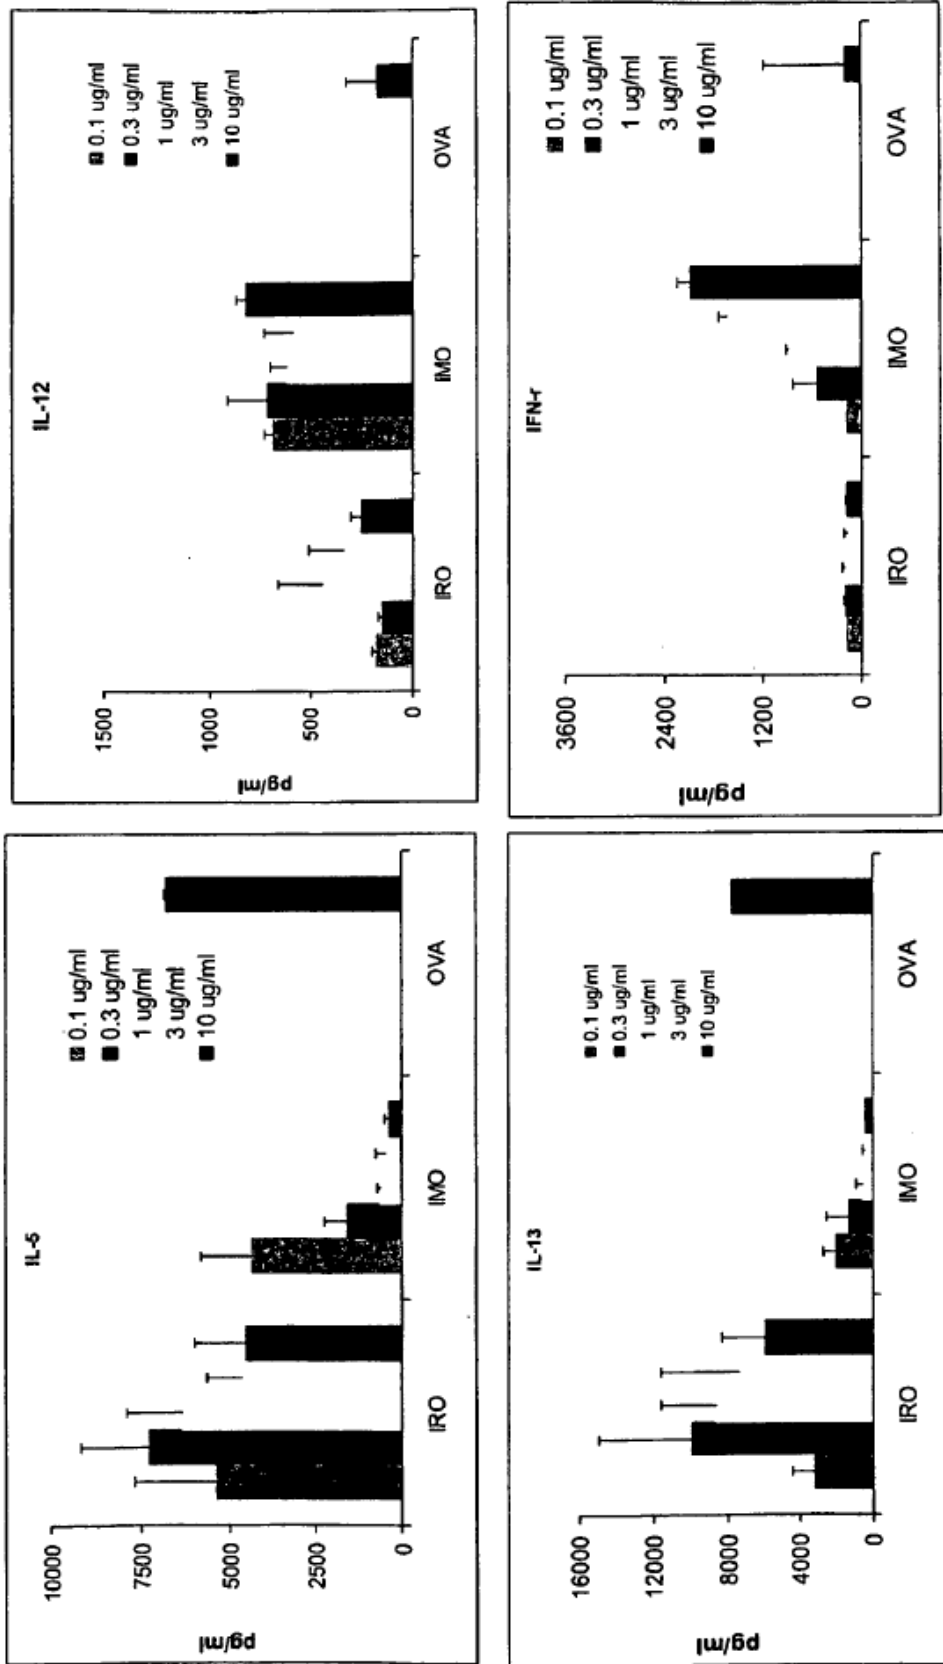 IL-5
10000
7500
5000
2500
0
pg/ml
0.1 ug/ml
0.3 ug/ml
1 ug/ml
3 ug/ml
10 ug/ml
IRO IMO OVA
IL-12
1500
1000
500
0
pg/ml
0.1 ug/ml
0.3 ug/ml
1 ug/ml
3 ug/ml
10 ug/ml
IRO IMO OVA
IL-13
16000
12000
8000
4000
0
pg/ml
0.1 ug/ml
0.3 ug/ml
1 ug/ml
3 ug/ml
10 ug/ml
IRO IMO OVA
IFN-r
3600
2400
1200
0
pg/ml
0.1 ug/ml
0.3 ug/ml
1 ug/ml
3 ug/ml
10 ug/ml
IRO IMO OVA